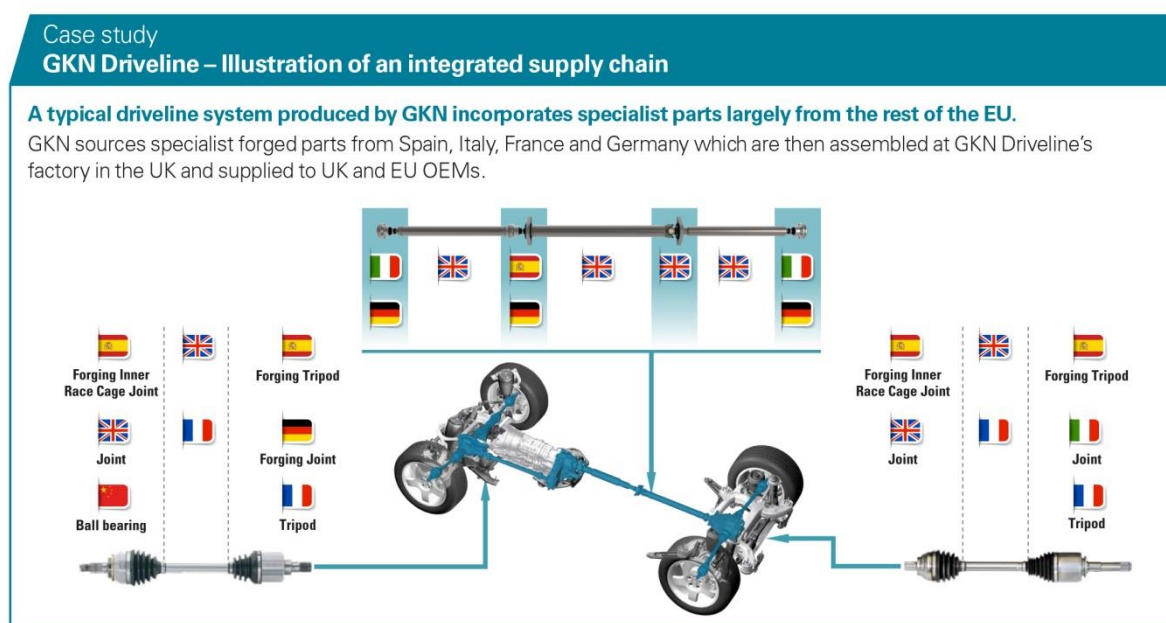 Case study
GKN Driveline – Illustration of an integrated supply chain
A typical driveline system produced by GKN incorporates specialist parts largely from the rest of the EU.
GKN sources specialist forged parts from Spain, Italy, France and Germany which are then assembled at GKN Driveline’s
factory in the UK and supplied to UK and EU OEMs.
Forging Inner
Race Cage Joint
Forging Tripod
Joint
Forging Joint
Ball bearing
Tripod
Forging Inner
Race Cage Joint
Forging Tripod
Joint
Joint
Tripod